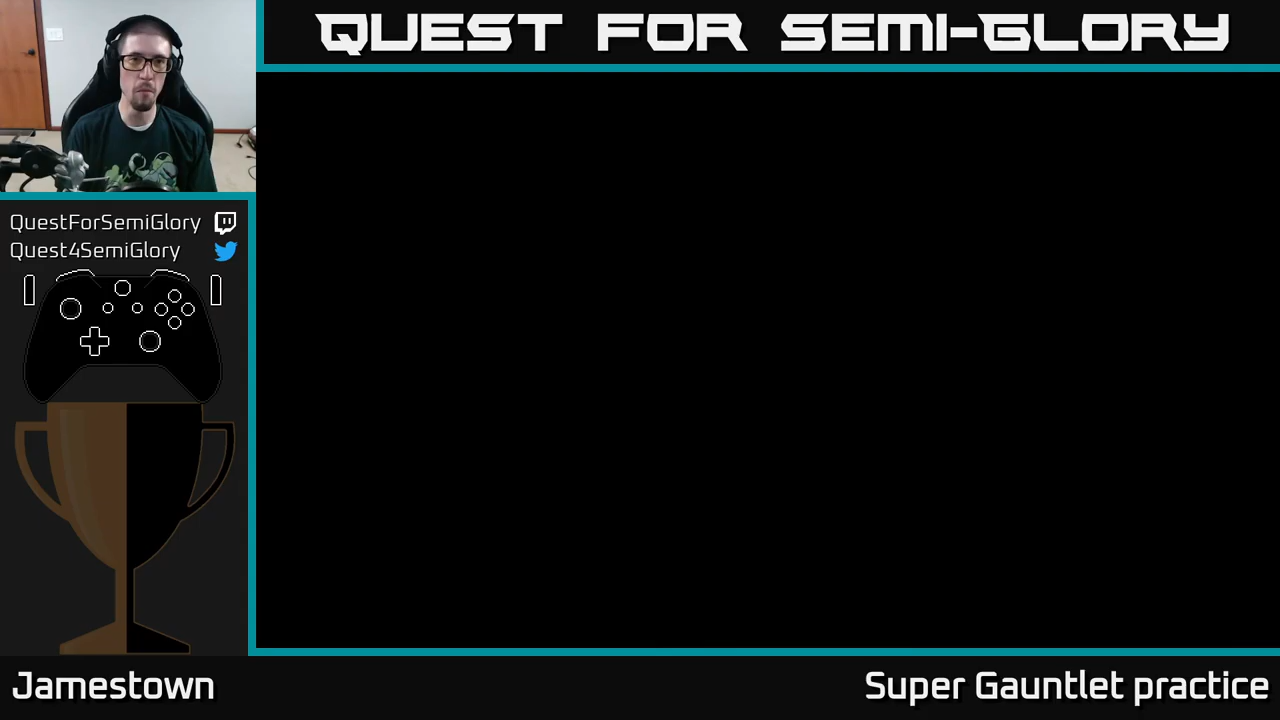 QUEST FOR SEMI-GLORY
QuestForSemiGlory
Quest4SemiGlory
Jamestown
Super Gauntlet practice